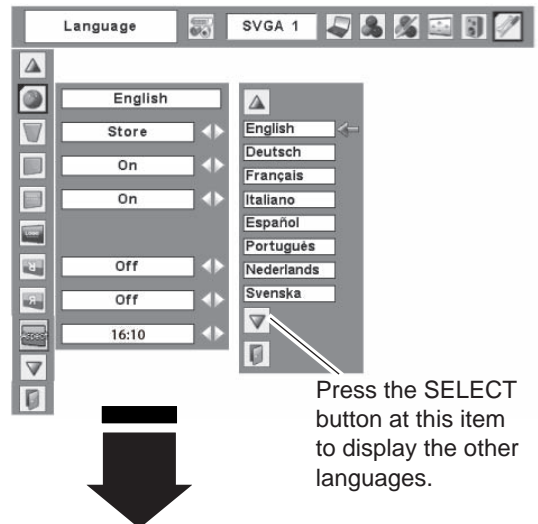 Language
SVGA 1
English
Store
On
On
Off
Off
16:10
English
Deutsch
Français
Italiano
Español
Português
Nederlands
Svenska
Press the SELECT
button at this item
to display the other
languages.